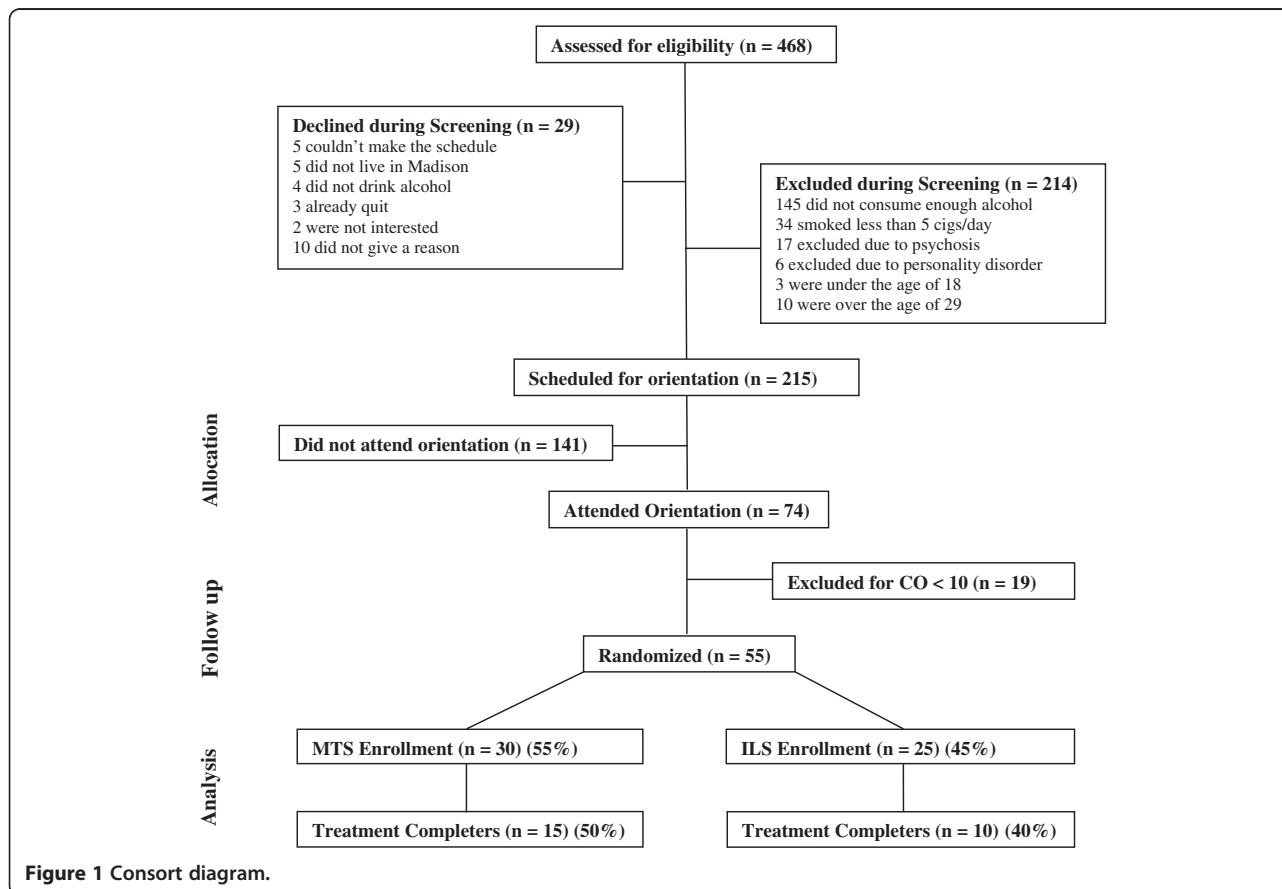 Assessed for eligibility (n = 468)
Declined during Screening (n = 29)
5 couldn't make the schedule
5 did not live in Madison
4 did not drink alcohol
3 already quit
2 were not interested
10 did not give a reason
Excluded during Screening (n = 214)
145 did not consume enough alcohol
34 smoked less than 5 cigs/day
17 excluded due to psychosis
6 excluded due to personality disorder
3 were under the age of 18
10 were over the age of 29
Scheduled for orientation (n = 215)
Allocation
Did not attend orientation (n = 141)
Attended Orientation (n = 74)
Follow up
Excluded for CO < 10 (n = 19)
Randomized (n = 55)
Analysis
MTS Enrollment (n = 30) (55%)
ILS Enrollment (n = 25) (45%)
Treatment Completers (n = 15) (50%)
Treatment Completers (n = 10) (40%)
Figure 1 Consort diagram.